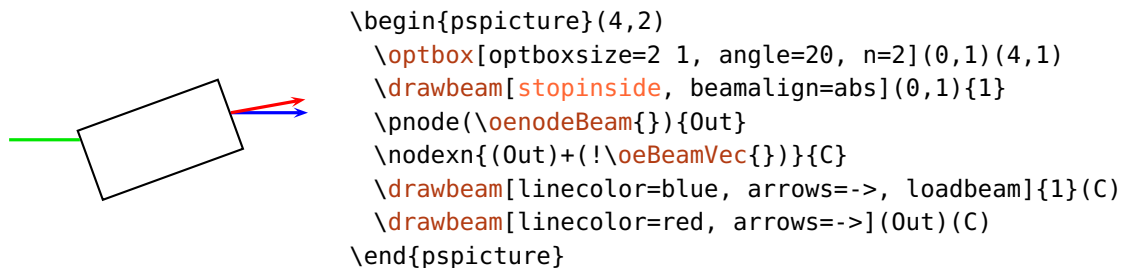 \begin{pspicture}(4,2)
\optbox[optboxsize=2 1, angle=20, n=2](0,1)(4,1)
\drawbeam[stopinside, beamalign=abs](0,1){1}
\pnode(\oenodeBeam{}){Out}
\nodexn{(Out)+(!\oeBeamVec{})}{C}
\drawbeam[linecolor=blue, arrows=->, loadbeam]{1}(C)
\drawbeam[linecolor=red, arrows=->](Out)(C)
\end{pspicture}